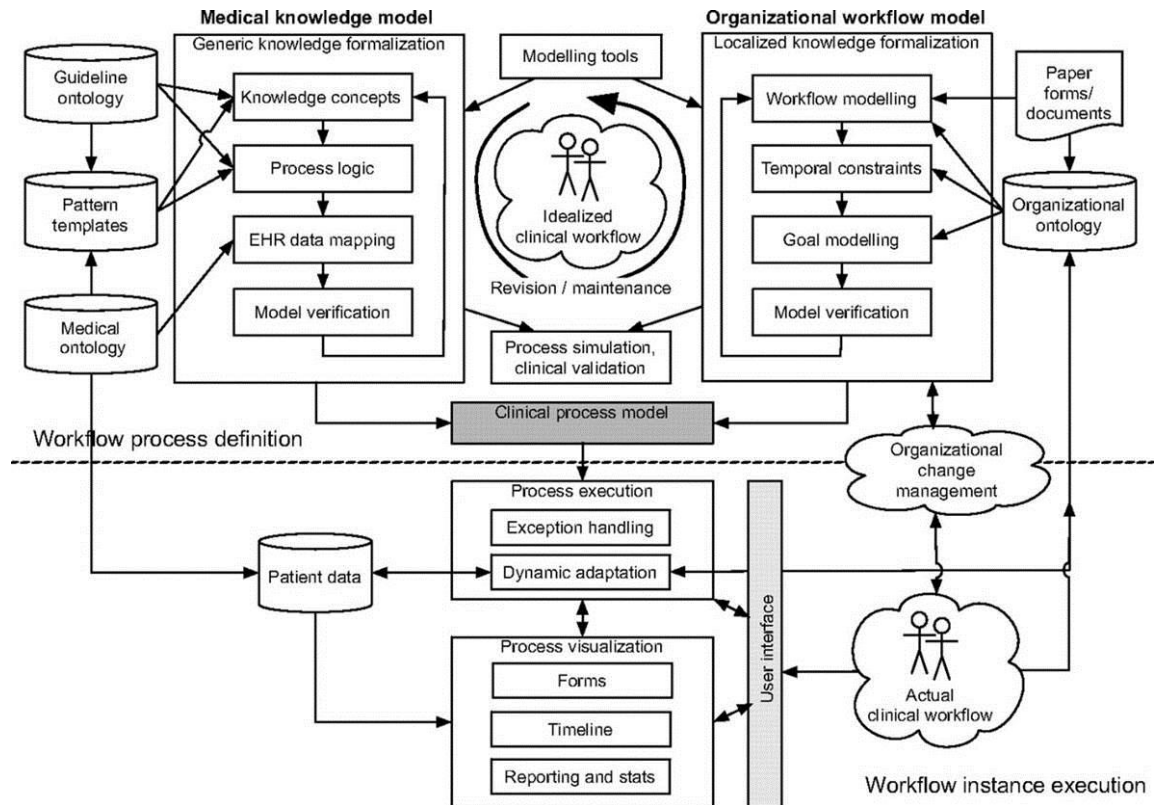 Medical knowledge model
Organizational workflow model
Generic knowledge formalization
Localized knowledge formalization
Guideline
ontology
Pattern
templates
Medical
ontology
Knowledge concepts
Process logic
EHR data mapping
Model verification
Modelling tools
Idealized
clinical workflow
Revision / maintenance
Process simulation,
clinical validation
Workflow modelling
Temporal constraints
Goal modelling
Model verification
Paper
forms/
documents
Organizational
ontology
Clinical process model
Workflow process definition
Organizational
change
management
Process execution
Exception handling
Dynamic adaptation
Patient data
Process visualization
Forms
Timeline
Reporting and stats
User interface
Actual
clinical workflow
Workflow instance execution